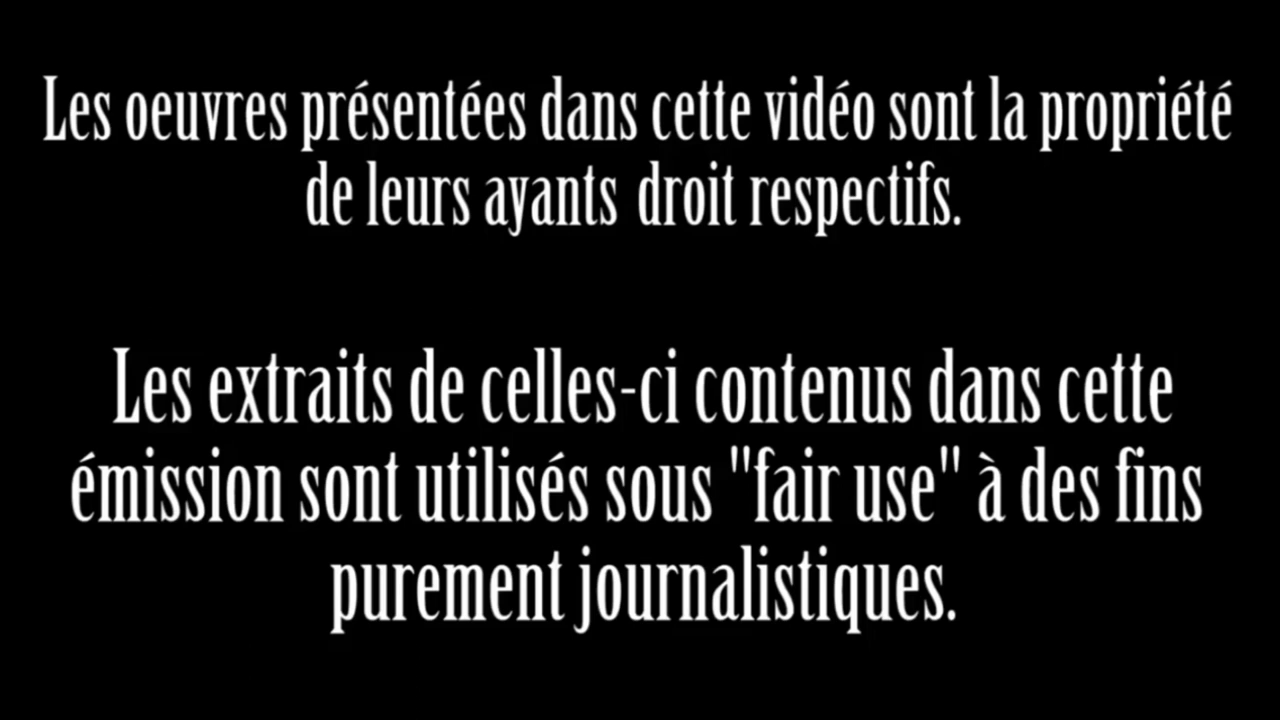 Les oeuvres présentées dans cette vidéo sont la propriété
de leurs ayants droit respectifs.
Les extraits de celles-ci contenus dans cette
émission sont utilisés sous "fair use" à des fins
purement journalistiques.